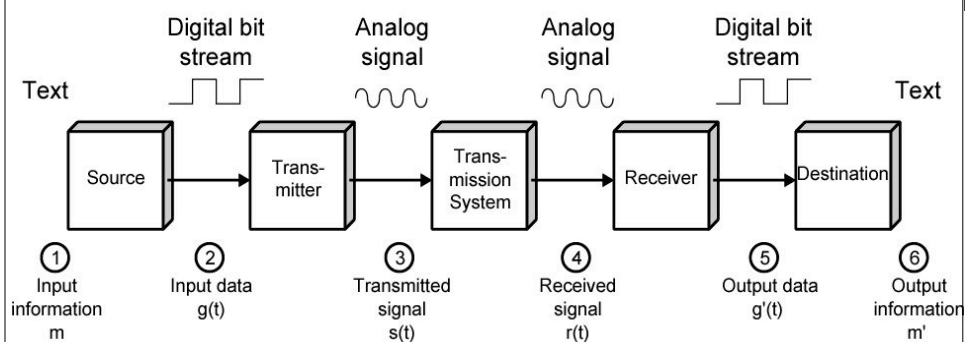 Digital bit
stream
Analog
signal
Analog
signal
Digital bit
stream
Text
Text
Source
Trans-
mitter
Trans-
mission
System
Receiver
Destination
1
Input
information
m
2
Input data
g(t)
3
Transmitted
signal
s(t)
4
Received
signal
r(t)
5
Output data
g'(t)
6
Output
information
m'